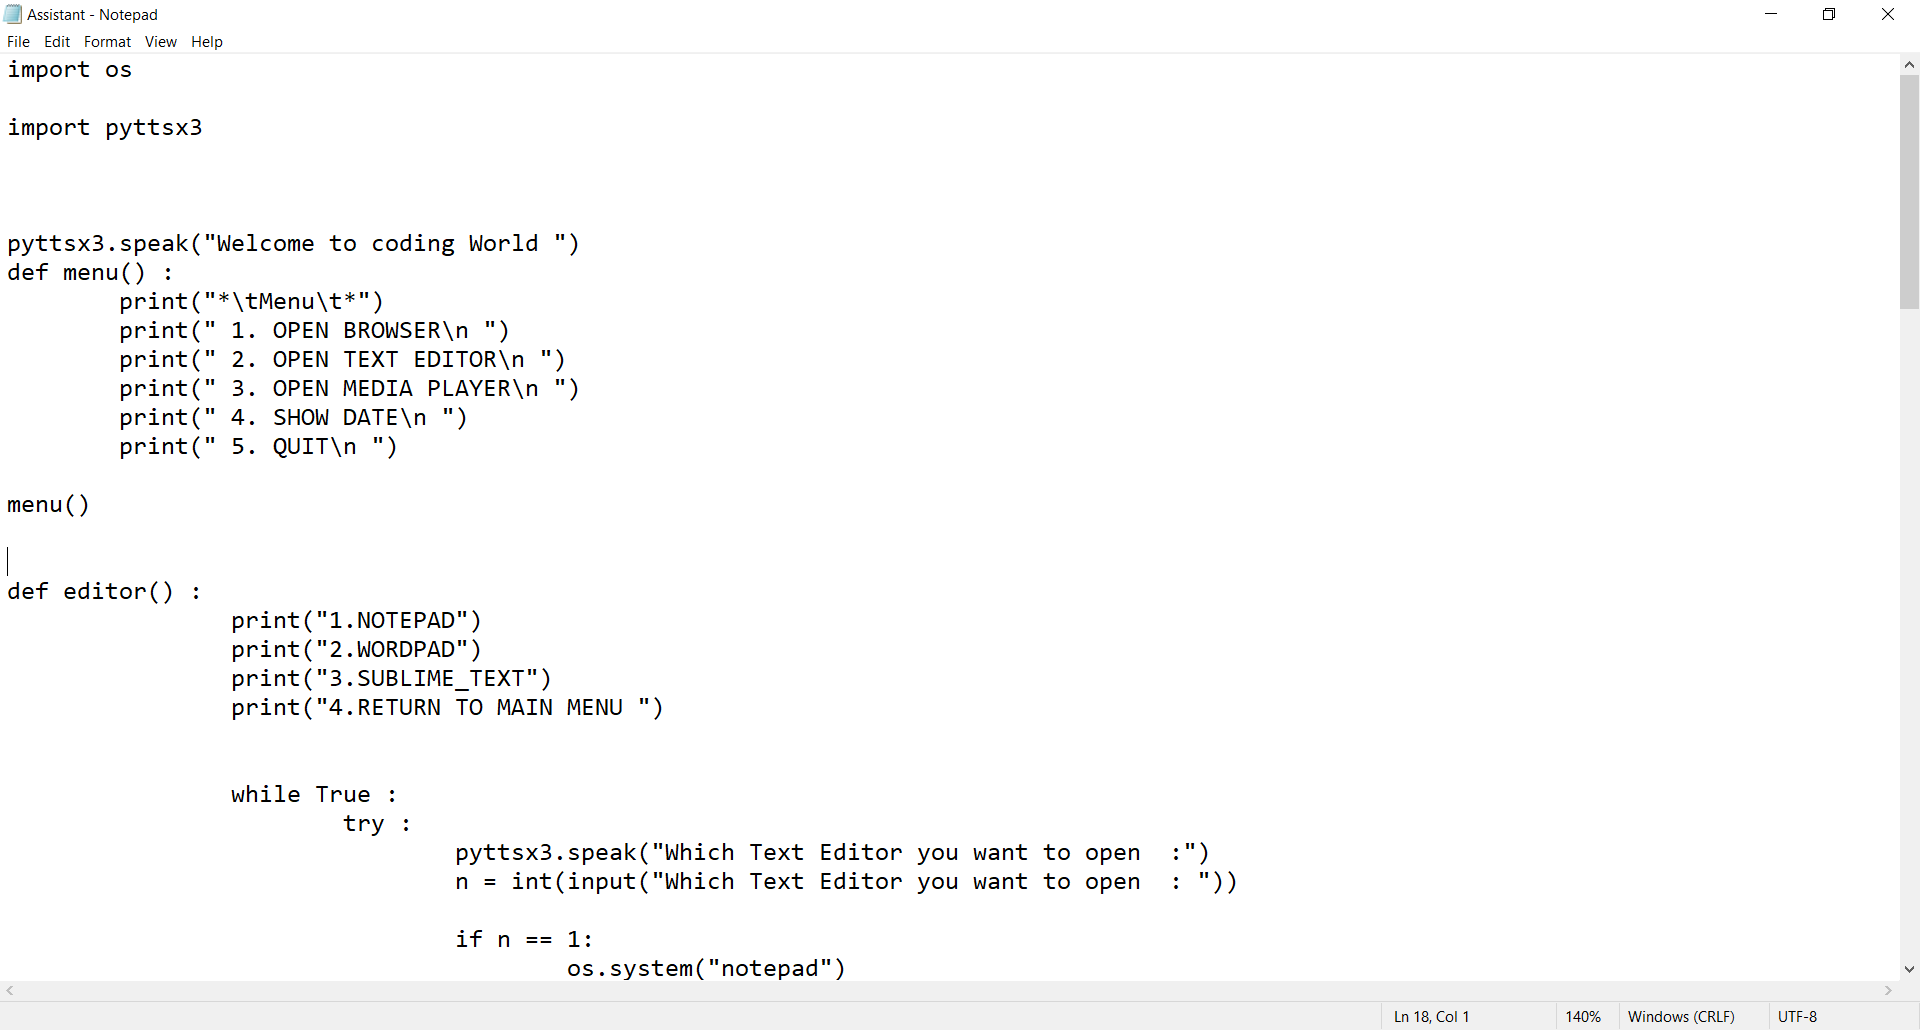 Assistant - Notepad
File Edit Format View Help
import os
import pyttsx3
pyttsx3.speak("Welcome to coding World ")
def menu() :
        print("*\tMenu\t*")
        print(" 1. OPEN BROWSER\n ")
        print(" 2. OPEN TEXT EDITOR\n ")
        print(" 3. OPEN MEDIA PLAYER\n ")
        print(" 4. SHOW DATE\n ")
        print(" 5. QUIT\n ")
menu()
def editor() :
                print("1.NOTEPAD")
                print("2.WORDPAD")
                print("3.SUBLIME_TEXT")
                print("4.RETURN TO MAIN MENU ")
                while True :
                        try :
                                pyttsx3.speak("Which Text Editor you want to open  :")
                                n = int(input("Which Text Editor you want to open  : "))
                                if n == 1:
                                        os.system("notepad")
Ln 18, Col 1 140% Windows (CRLF) UTF-8